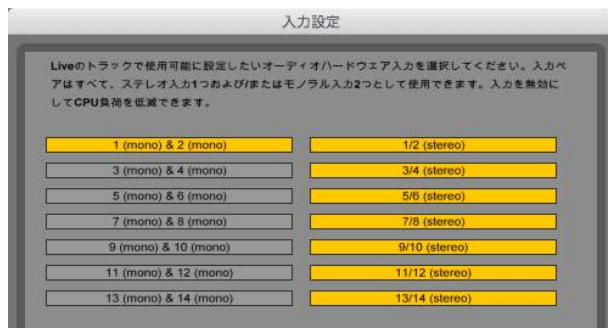 入力設定
Liveのトラックで使用可能に設定したいオーディオハードウェア入力を選択してください。入力ペ
アはすべて、ステレオ入力1つおよび/またはモノラル入力2つとして使用できます。入力を無効に
してCPU負荷を低減できます。
1 (mono) & 2 (mono) 1/2 (stereo)
3 (mono) & 4 (mono) 3/4 (stereo)
5 (mono) & 6 (mono) 5/6 (stereo)
7 (mono) & 8 (mono) 7/8 (stereo)
9 (mono) & 10 (mono) 9/10 (stereo)
11 (mono) & 12 (mono) 11/12 (stereo)
13 (mono) & 14 (mono) 13/14 (stereo)